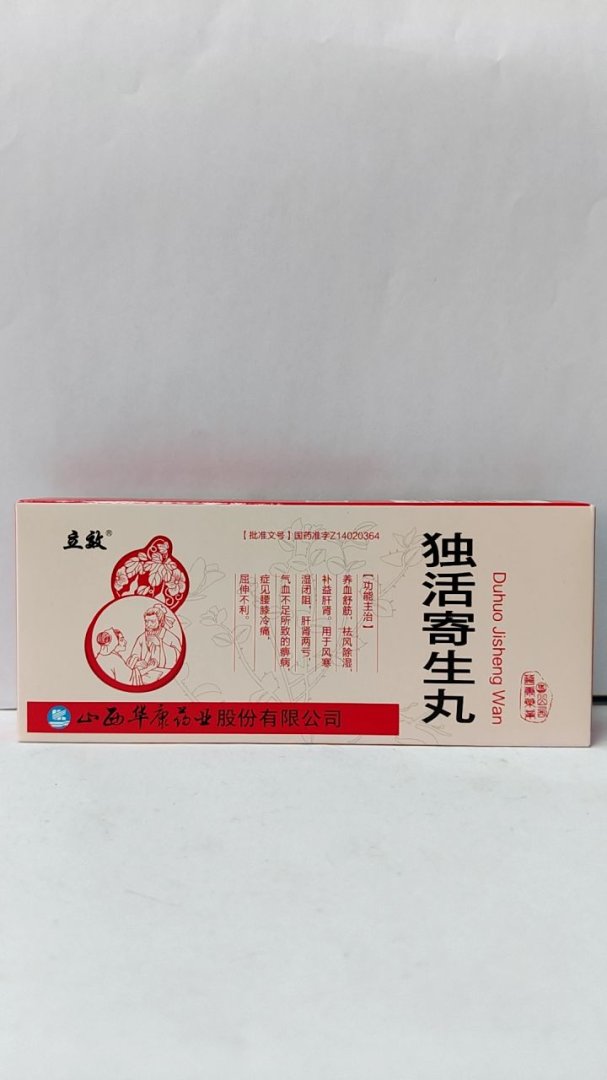 立效®
【批准文号】国药准字Z14020364
独活寄生丸
Duhuo Jisheng Wan
【功能主治】
养血舒筋，祛风除湿，
补益肝肾。用于风寒
湿闭阻，肝肾两亏，
气血不足所致的痹病，
症见腰膝冷痛，
屈伸不利。
山西华康药业股份有限公司